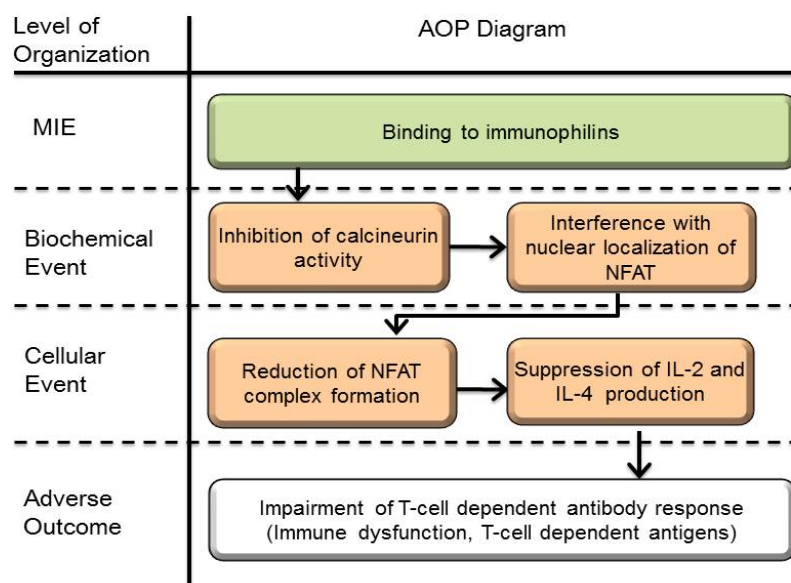 Level of
Organization
AOP Diagram
MIE
Binding to immunophilins
Biochemical
Event
Inhibition of calcineurin
activity
Interference with
nuclear localization of
NFAT
Cellular
Event
Reduction of NFAT
complex formation
Suppression of IL-2 and
IL-4 production
Adverse
Outcome
Impairment of T-cell dependent antibody response
(Immune dysfunction, T-cell dependent antigens)